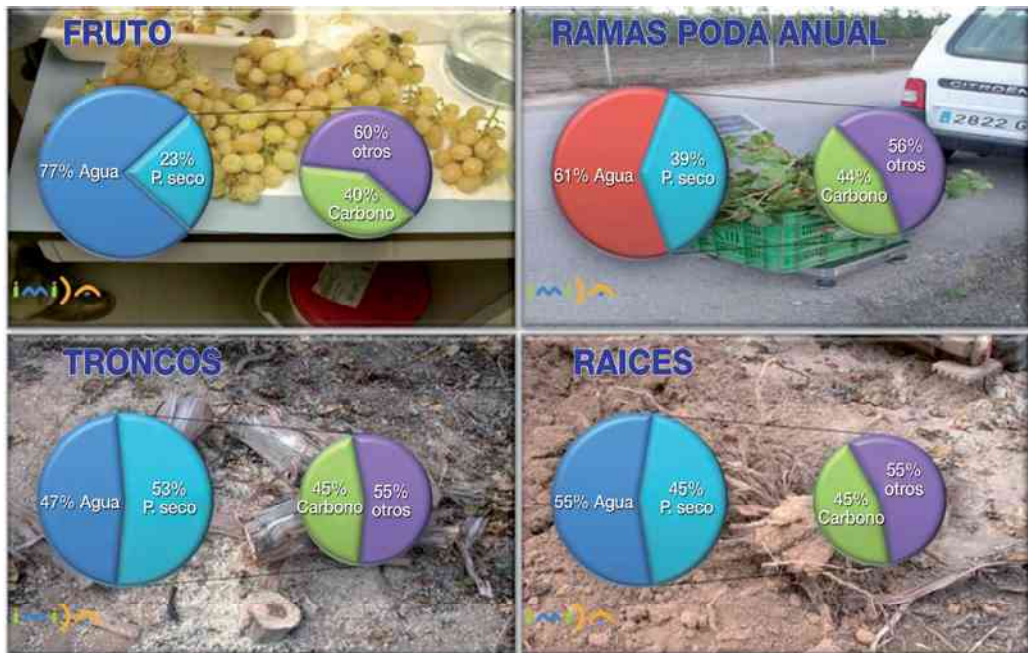 FRUTO
77% Agua
23%
P. seco
60%
otros
40%
Carbono
imida
RAMAS PODA ANUAL
61% Agua
39%
P. seco
56%
otros
44%
Carbono
CITROËN
2822 G
imida
TRONCOS
47% Agua
53%
P. seco
45%
Carbono
55%
otros
imida
RAICES
55% Agua
45%
P. seco
55%
otros
45%
Carbono
imida